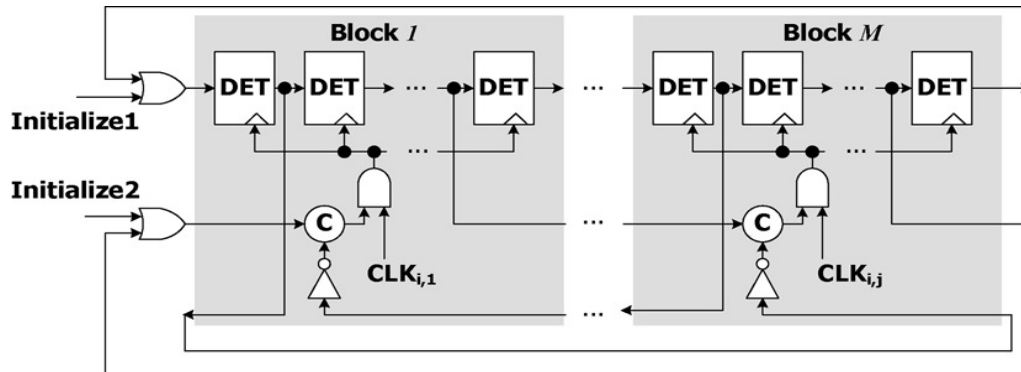 Block 1
Block M
DET DET ... DET ... DET DET ... DET
Initialize1
... ...
Initialize2
C ... C
CLKi,1
CLKi,j
...